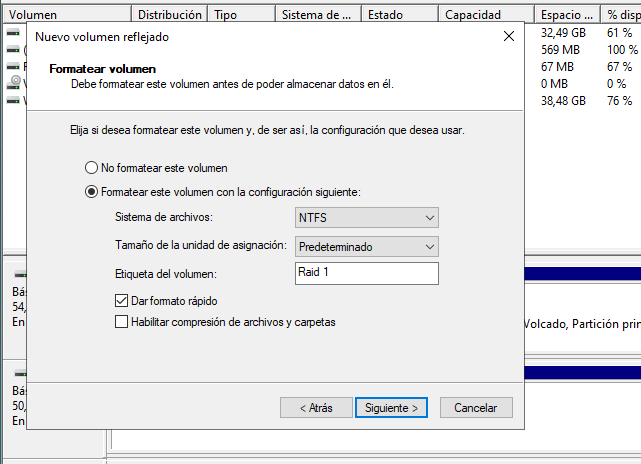 Volumen Distribución Tipo Sistema de ... Estado Capacidad Espacio ... % disp
Nuevo volumen reflejado
32,49 GB 61 %
569 MB 100 %
67 MB 67 %
0 MB 0 %
38,48 GB 76 %
Formatear volumen
Debe formatear este volumen antes de poder almacenar datos en él.
Elija si desea formatear este volumen y, de ser así, la configuración que desea usar.
No formatear este volumen
Formatear este volumen con la configuración siguiente:
Sistema de archivos: NTFS
Tamaño de la unidad de asignación: Predeterminado
Etiqueta del volumen: Raid 1
Dar formato rápido
Habilitar compresión de archivos y carpetas
Bás
54,
En
Volcado, Partición prin
Bás
50,
En
< Atrás Siguiente > Cancelar